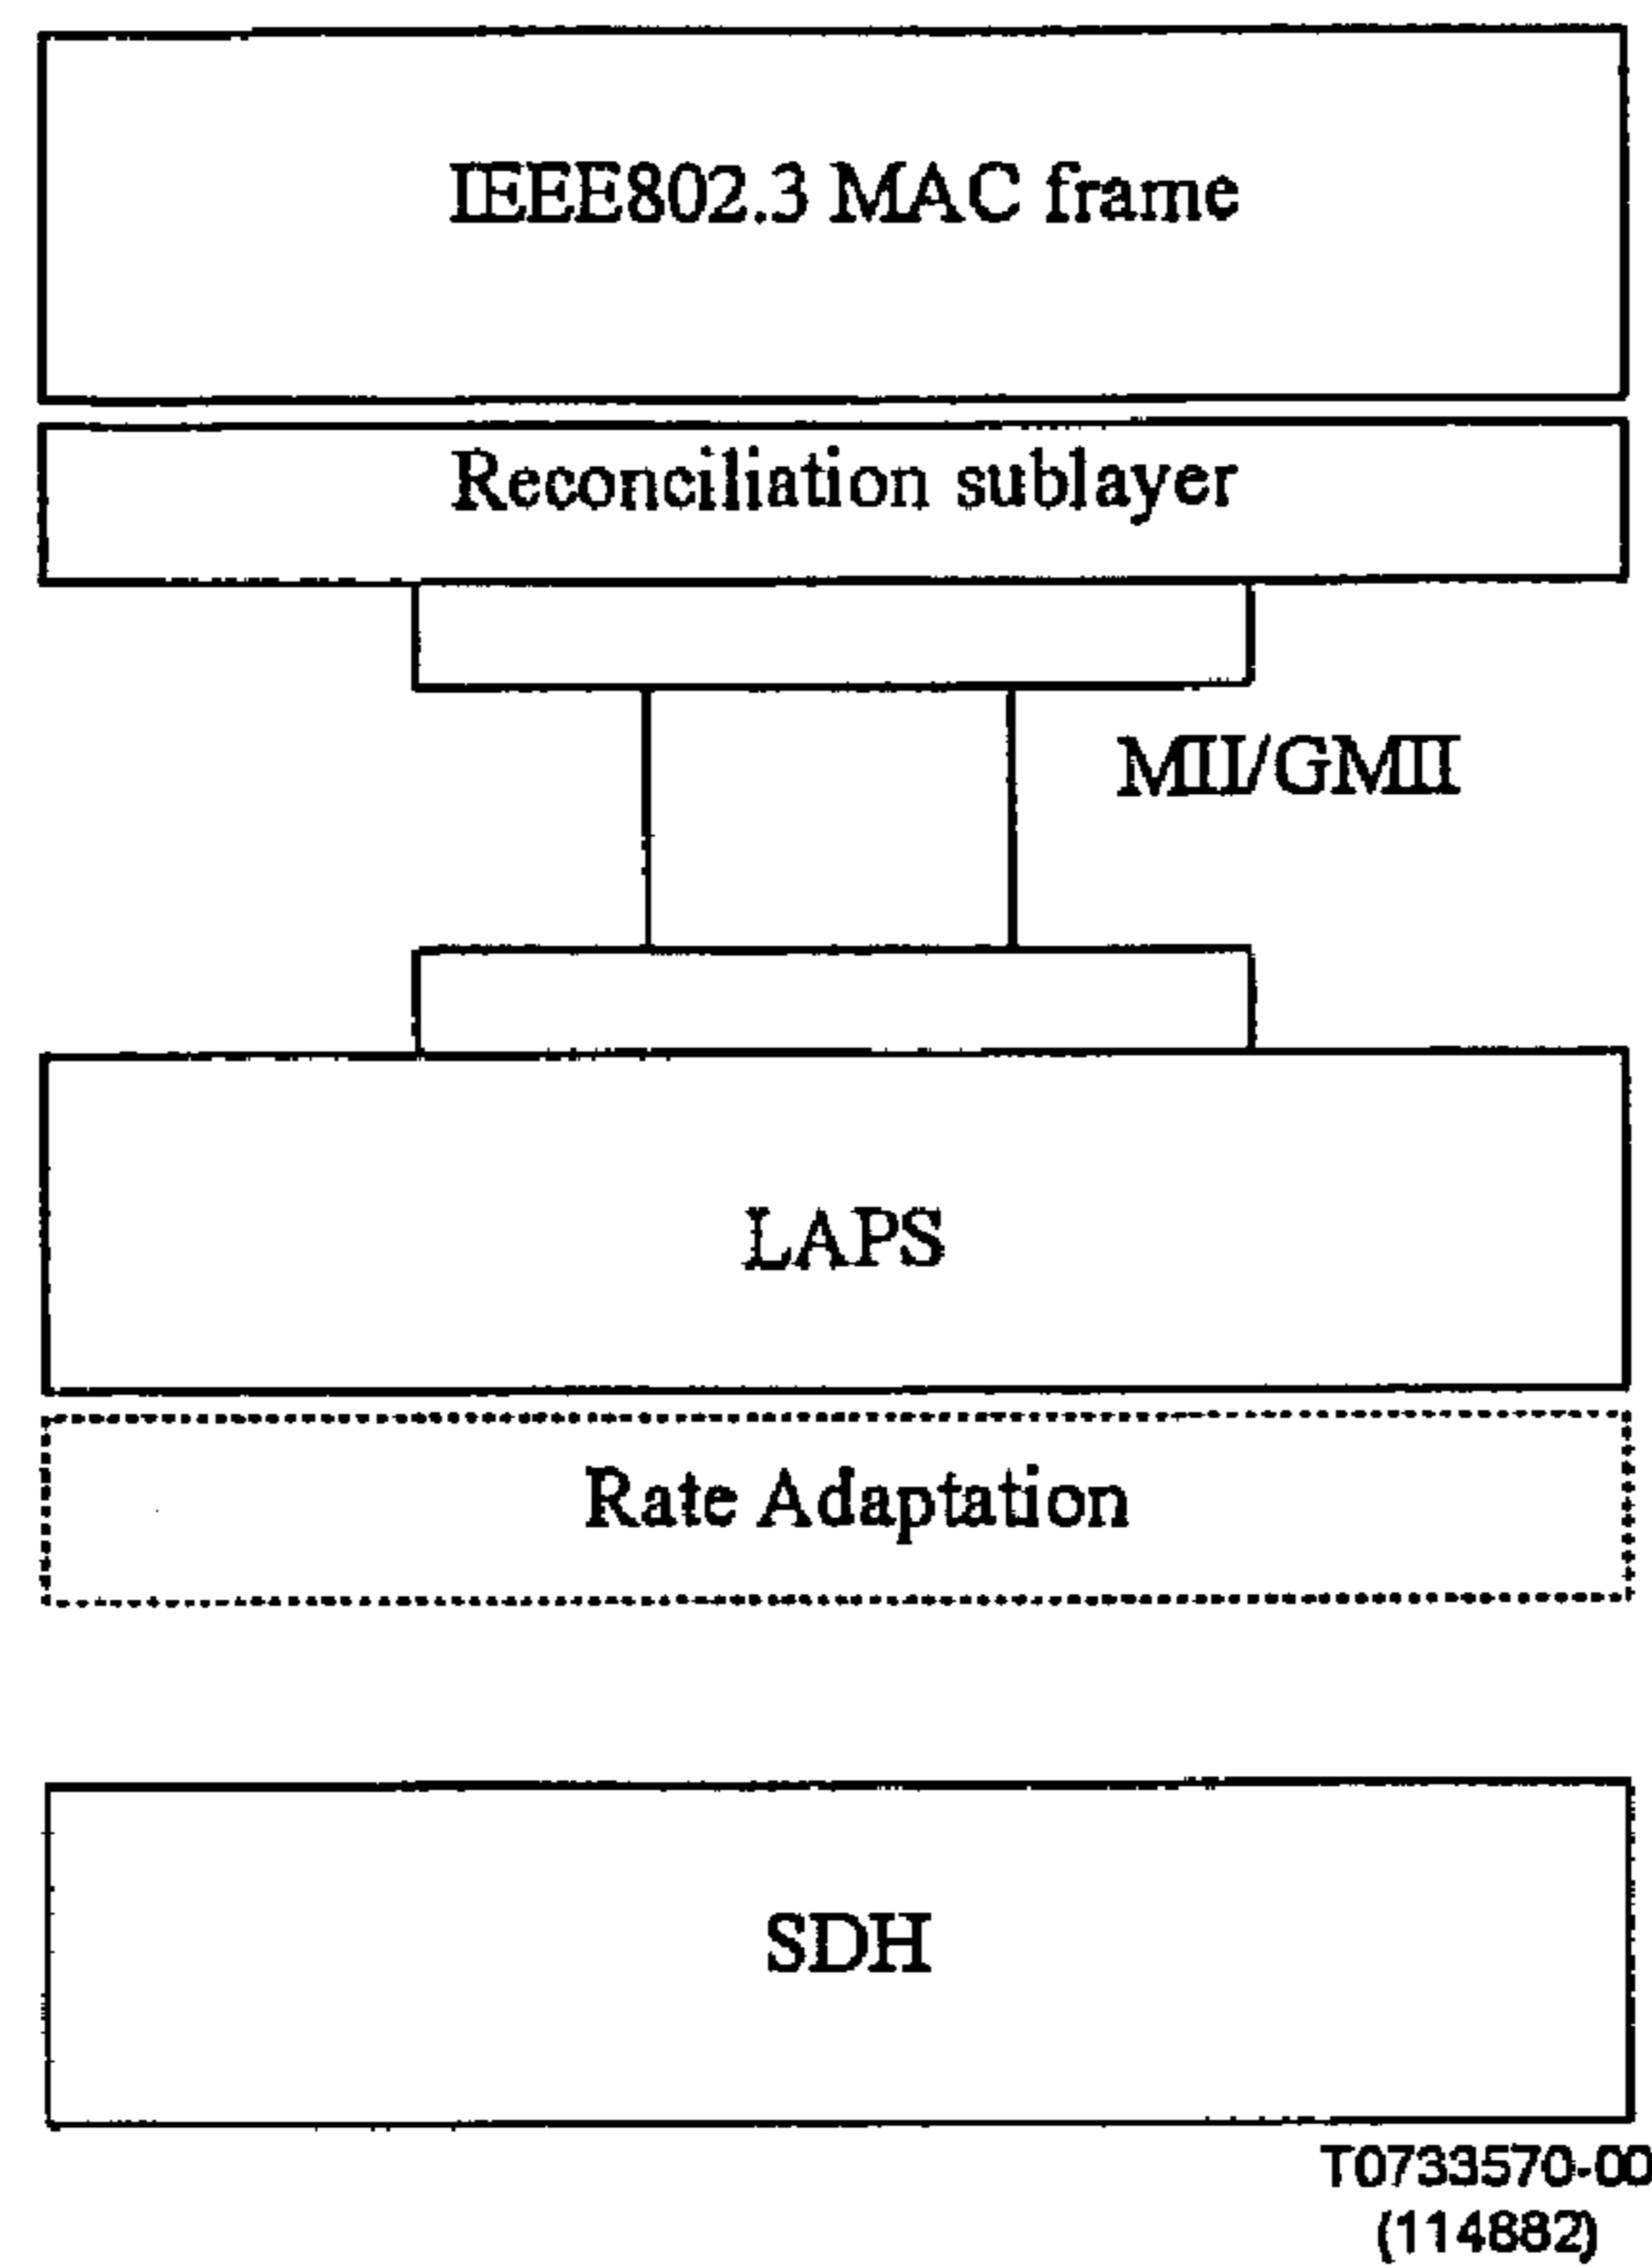 IEEE802.3 MAC frame
Reconciliation sublayer
MII/GMII
LAPS
Rate Adaptation
SDH
T0733570-00
(114882)